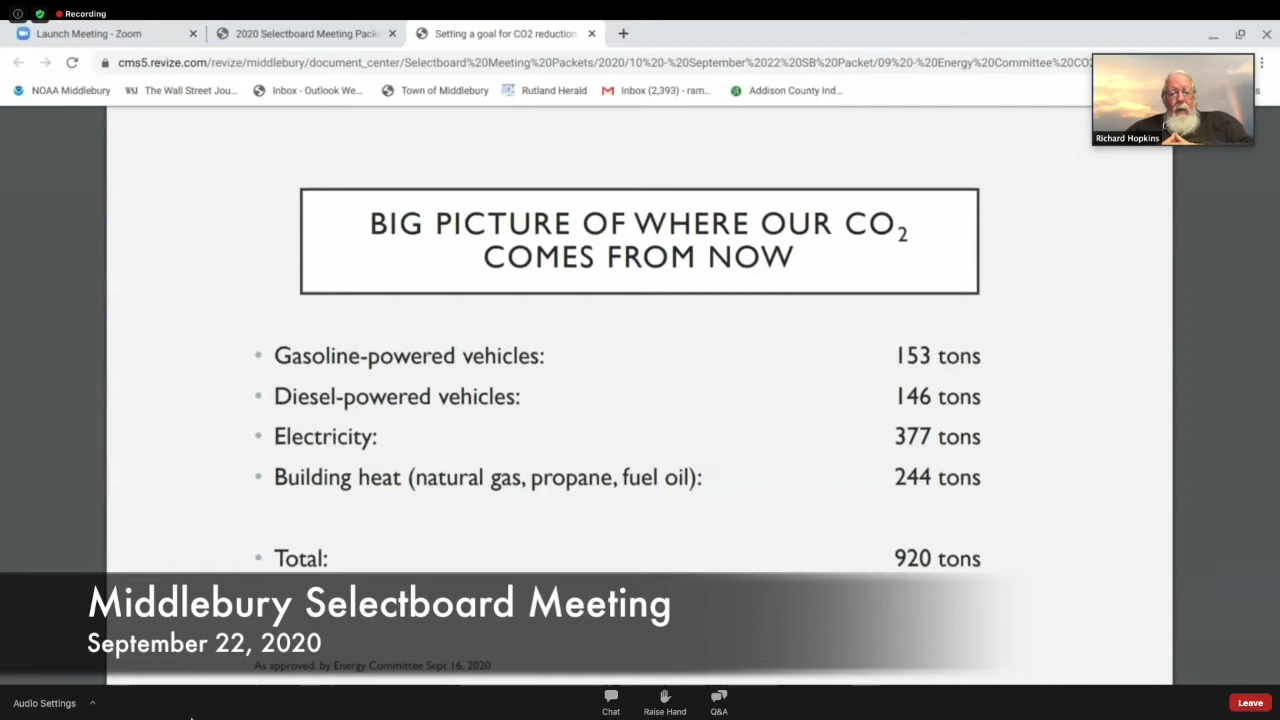 Recording
Launch Meeting - Zoom
2020 Selectboard Meeting Pack
Setting a goal for CO2 reduction
cms5.revize.com/revize/middlebury/document_center/Selectboard%20Meeting%20Packets/2020/10%20-%20September%2022%20SB%20Packet/09%20-%20Energy%20Committee%20CO2
NOAA Middlebury
WSJ The Wall Street Jou...
Inbox - Outlook We...
Town of Middlebury
Rutland Herald
Inbox (2,393) - ram...
Addison County Ind...
Richard Hopkins
BIG PICTURE OF WHERE OUR CO₂
COMES FROM NOW
• Gasoline-powered vehicles: 153 tons
• Diesel-powered vehicles: 146 tons
• Electricity: 377 tons
• Building heat (natural gas, propane, fuel oil): 244 tons
• Total: 920 tons
Middlebury Selectboard Meeting
September 22, 2020
As approved. by Energy Committee Sept. 16, 2020
Audio Settings
Chat
Raise Hand
Q&A
Leave